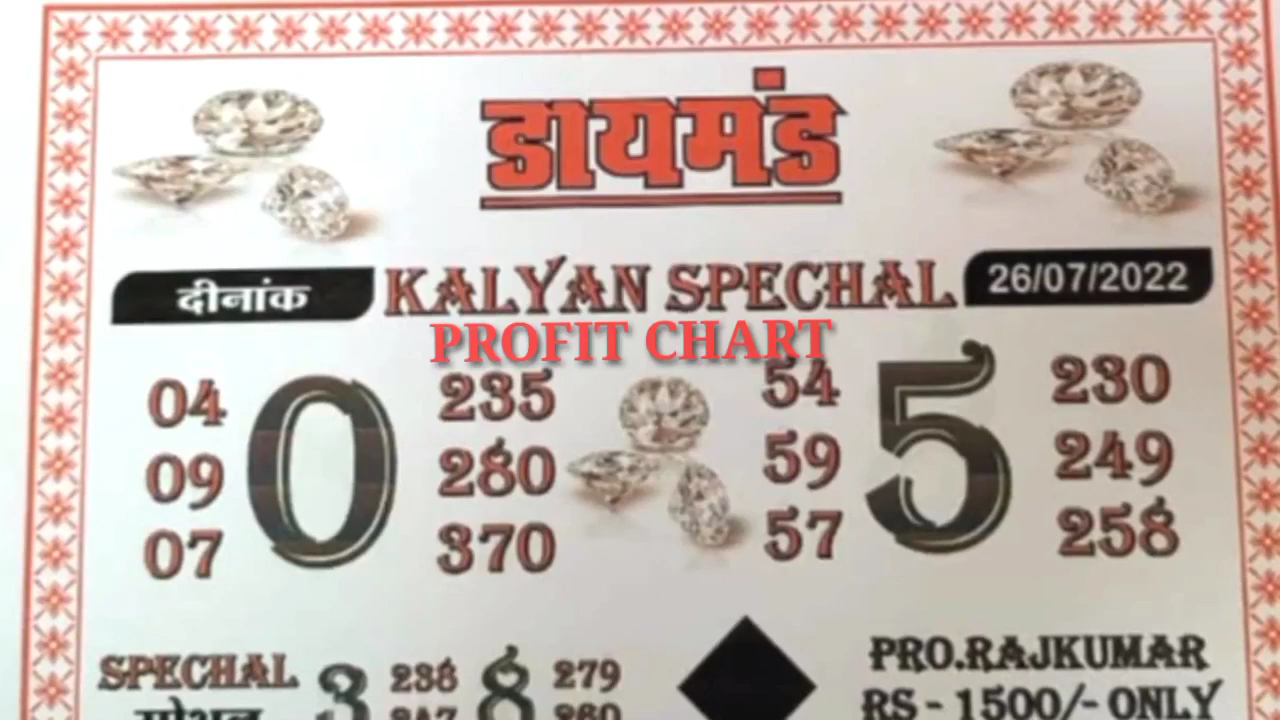 डायमंड
दीनांक KALYAN SPECHAL 26/07/2022
PROFIT CHART
04 0 235 54 5 230
09 280 59 249
07 370 57 258
SPECHAL 3 238 8 279 PRO.RAJKUMAR
RS - 1500/- ONLY